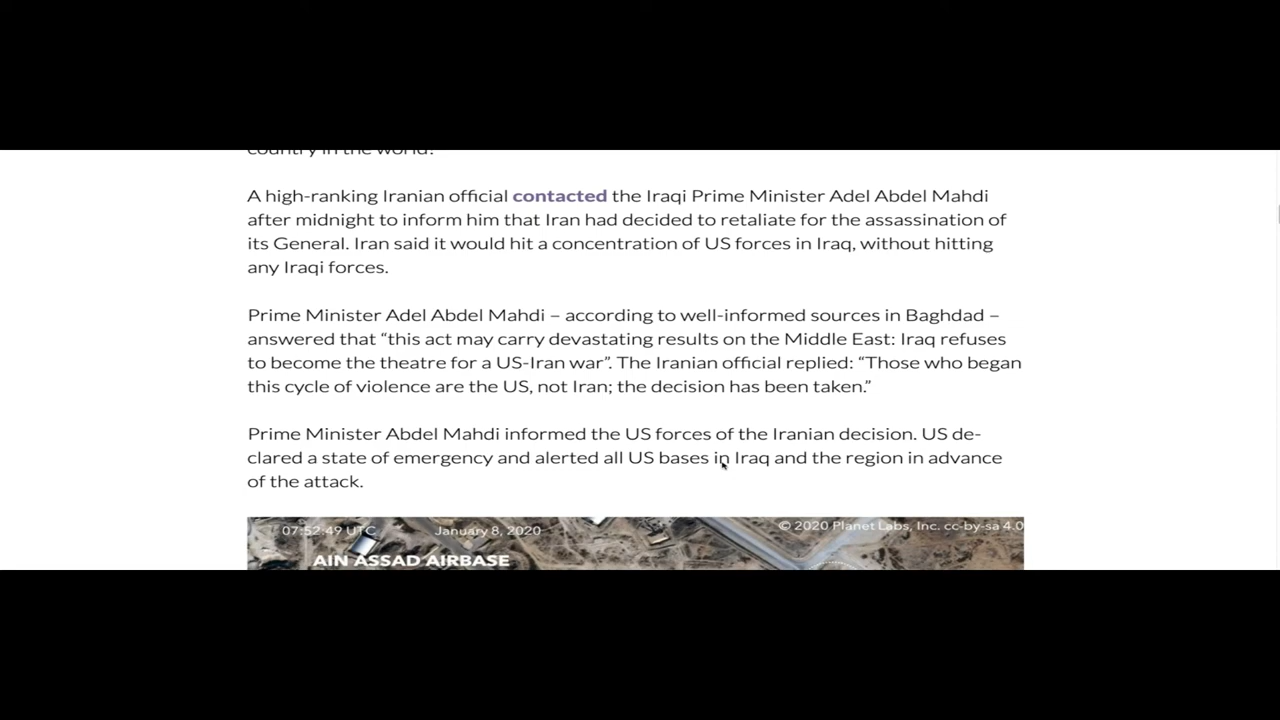 country in the world?
A high-ranking Iranian official contacted the Iraqi Prime Minister Adel Abdel Mahdi
after midnight to inform him that Iran had decided to retaliate for the assassination of
its General. Iran said it would hit a concentration of US forces in Iraq, without hitting
any Iraqi forces.
Prime Minister Adel Abdel Mahdi – according to well-informed sources in Baghdad –
answered that “this act may carry devastating results on the Middle East: Iraq refuses
to become the theatre for a US-Iran war”. The Iranian official replied: “Those who began
this cycle of violence are the US, not Iran; the decision has been taken.”
Prime Minister Abdel Mahdi informed the US forces of the Iranian decision. US de-
clared a state of emergency and alerted all US bases in Iraq and the region in advance
of the attack.
07:52:49 UTC January 8, 2020 © 2020 Planet Labs, Inc. cc-by-sa 4.0
AIN ASSAD AIRBASE